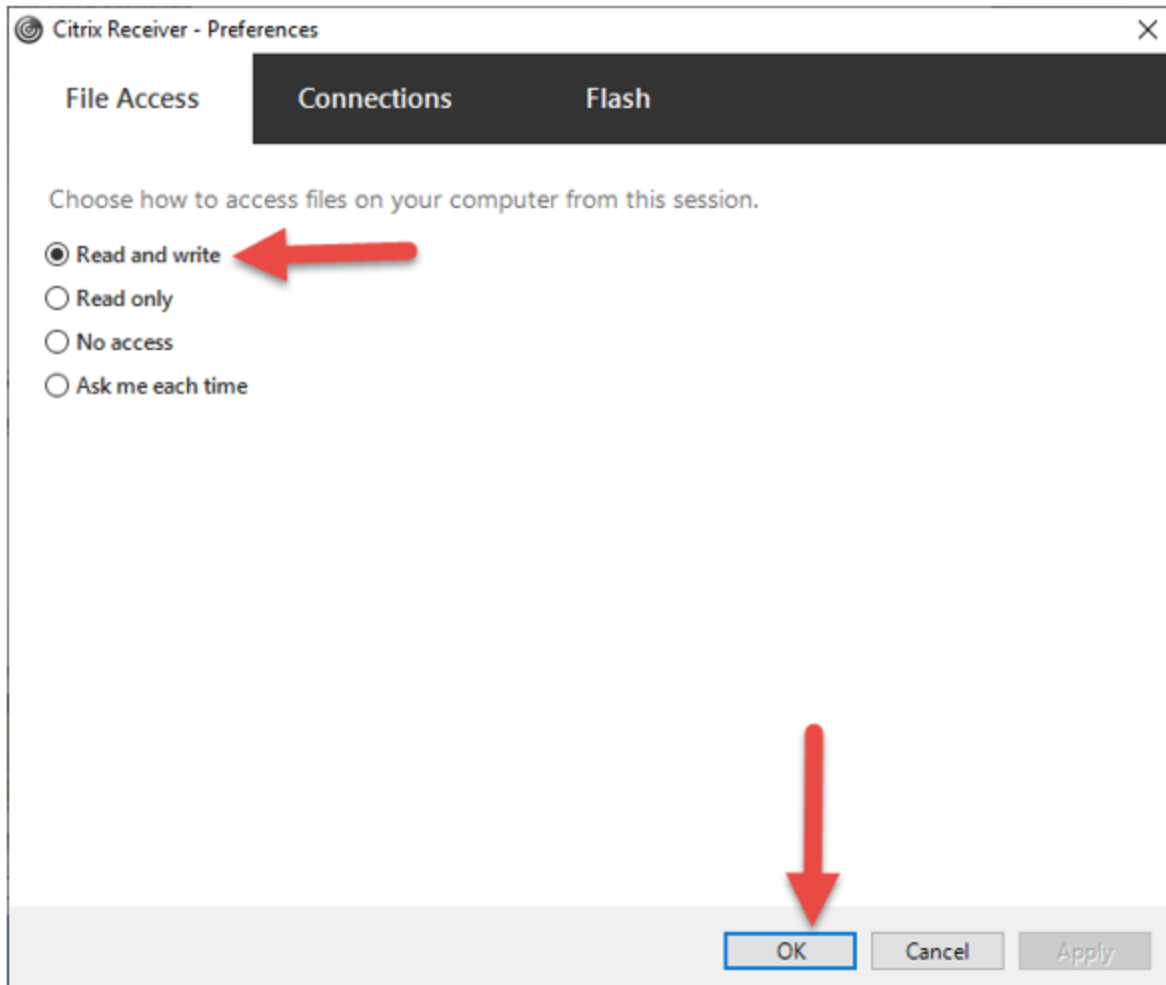 Citrix Receiver - Preferences
File Access Connections Flash
Choose how to access files on your computer from this session.
Read and write
Read only
No access
Ask me each time
OK Cancel Apply